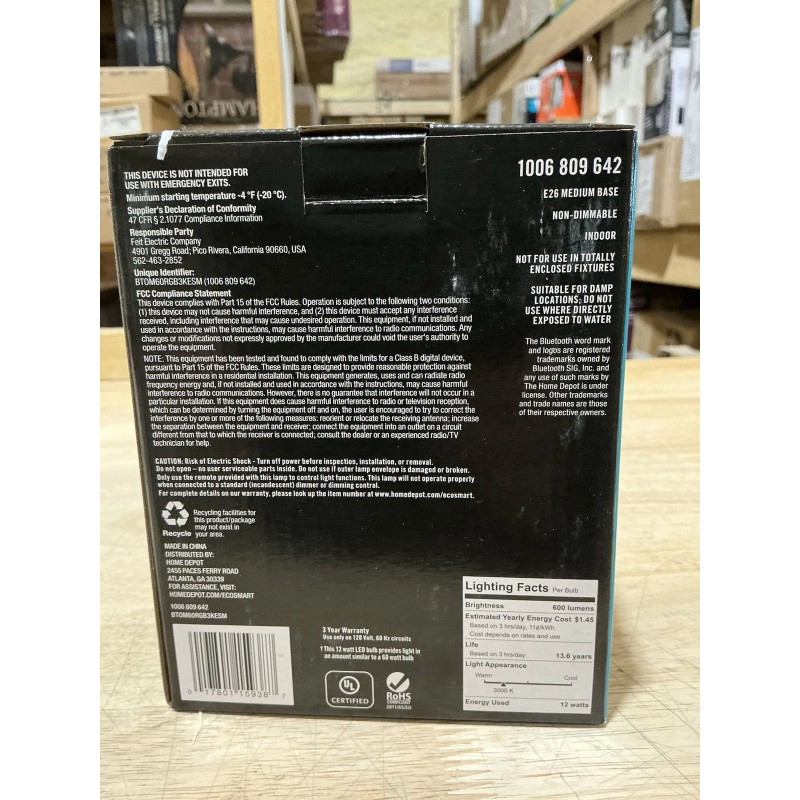 HAMPTO
THIS DEVICE IS NOT INTENDED FOR
USE WITH EMERGENCY EXITS.
Minimum starting temperature -4 °F (-20 °C).
Supplier's Declaration of Conformity
47 CFR § 2.1077 Compliance Information
Responsible Party
Feit Electric Company
4901 Gregg Road; Pico Rivera, California 90660, USA
562-463-2852
Unique Identifier:
BTOM60RGB3KESM (1006 809 642)
FCC Compliance Statement
This device complies with Part 15 of the FCC Rules. Operation is subject to the following two conditions:
(1) this device may not cause harmful interference, and (2) this device must accept any interference
received, including interference that may cause undesired operation. This equipment, if not installed and
used in accordance with the instructions, may cause harmful interference to radio communications. Any
changes or modifications not expressly approved by the manufacturer could void the user's authority to
operate the equipment.
NOTE: This equipment has been tested and found to comply with the limits for a Class B digital device,
pursuant to Part 15 of the FCC Rules. These limits are designed to provide reasonable protection against
harmful interference in a residential installation. This equipment generates, uses and can radiate radio
frequency energy and, if not installed and used in accordance with the instructions, may cause harmful
interference to radio communications. However, there is no guarantee that interference will not occur in a
particular installation. If this equipment does cause harmful interference to radio or television reception,
which can be determined by turning the equipment off and on, the user is encouraged to try to correct the
interference by one or more of the following measures: reorient or relocate the receiving antenna; increase
the separation between the equipment and receiver; connect the equipment into an outlet on a circuit
different from that to which the receiver is connected; consult the dealer or an experienced radio/TV
technician for help.
CAUTION: Risk of Electric Shock - Turn off power before inspection, installation, or removal.
Do not open – no user serviceable parts inside. Do not use if outer lamp envelope is damaged or broken.
Only use the remote provided with this lamp to control light functions. This lamp will not operate properly
when connected to a standard (incandescent) dimmer or dimming control.
For complete details on our warranty, please look up the item number at www.homedepot.com/ecosmart.
Recycling facilities for
this product/package
may not exist in
your area.
Recycle
MADE IN CHINA
DISTRIBUTED BY:
HOME DEPOT
2455 PACES FERRY ROAD
ATLANTA, GA 30339
FOR ASSISTANCE, VISIT:
HOMEDEPOT.COM/ECOSMART
1006 809 642
BTOM60RGB3KESM
0 17801 15938 7
3 Year Warranty
Use only on 120 Volt, 60 Hz circuits
† This 12 watt LED bulb provides light in
an amount similar to a 60 watt bulb
UL
CERTIFIED
RoHS
COMPLIANT
2011/65/EU
1006 809 642
E26 MEDIUM BASE
NON-DIMMABLE
INDOOR
NOT FOR USE IN TOTALLY
ENCLOSED FIXTURES
SUITABLE FOR DAMP
LOCATIONS; DO NOT
USE WHERE DIRECTLY
EXPOSED TO WATER
The Bluetooth word mark
and logos are registered
trademarks owned by
Bluetooth SIG, Inc. and
any use of such marks by
The Home Depot is under
license. Other trademarks
and trade names are those
of their respective owners.
Lighting Facts Per Bulb
Brightness 600 lumens
Estimated Yearly Energy Cost $1.45
Based on 3 hrs/day, 11¢/kWh
Cost depends on rates and use
Life
Based on 3 hrs/day 13.6 years
Light Appearance
Warm Cool
3000 K
Energy Used 12 watts